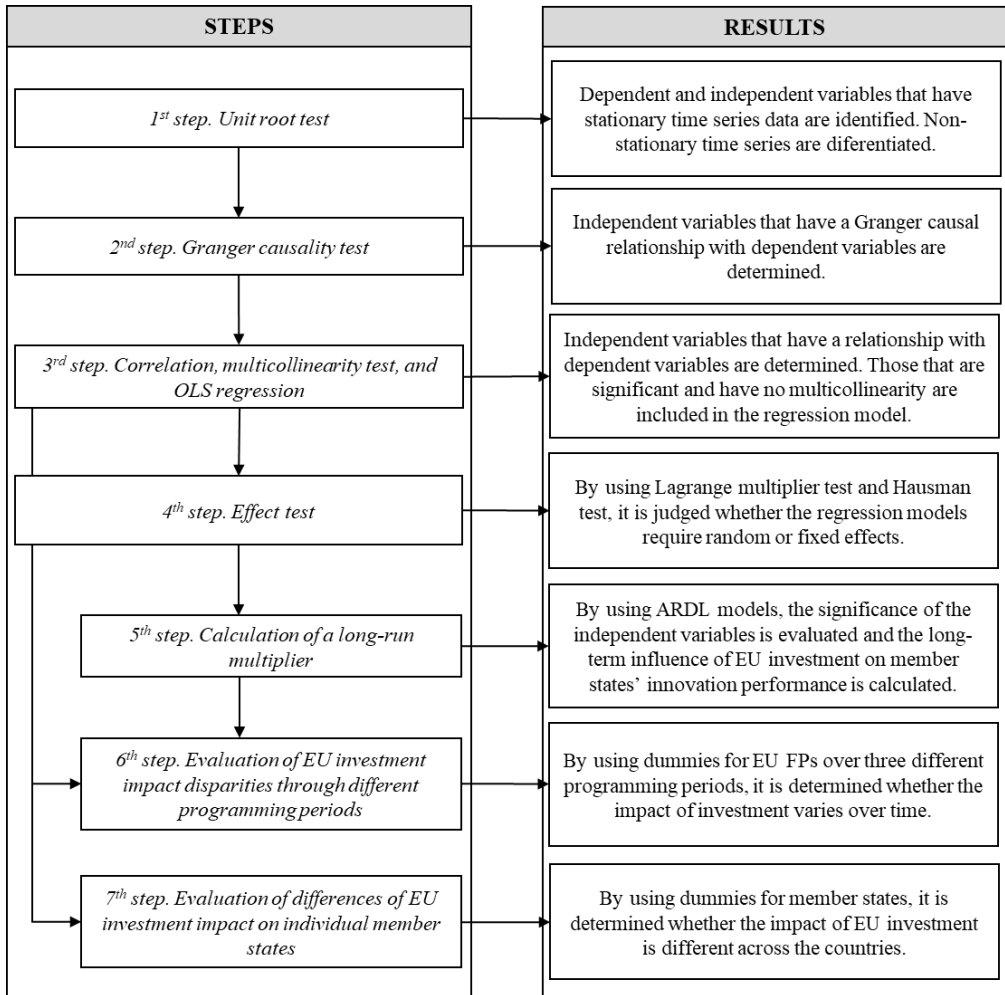 STEPS
RESULTS
1st step. Unit root test
Dependent and independent variables that have
stationary time series data are identified. Non-
stationary time series are diferentiated.
2nd step. Granger causality test
Independent variables that have a Granger causal
relationship with dependent variables are
determined.
3rd step. Correlation, multicollinearity test, and
OLS regression
Independent variables that have a relationship with
dependent variables are determined. Those that are
significant and have no multicollinearity are
included in the regression model.
4th step. Effect test
By using Lagrange multiplier test and Hausman
test, it is judged whether the regression models
require random or fixed effects.
5th step. Calculation of a long-run
multiplier
By using ARDL models, the significance of the
independent variables is evaluated and the long-
term influence of EU investment on member
states’ innovation performance is calculated.
6th step. Evaluation of EU investment
impact disparities through different
programming periods
By using dummies for EU FPs over three different
programming periods, it is determined whether the
impact of investment varies over time.
7th step. Evaluation of differences of EU
investment impact on individual member
states
By using dummies for member states, it is
determined whether the impact of EU investment
is different across the countries.